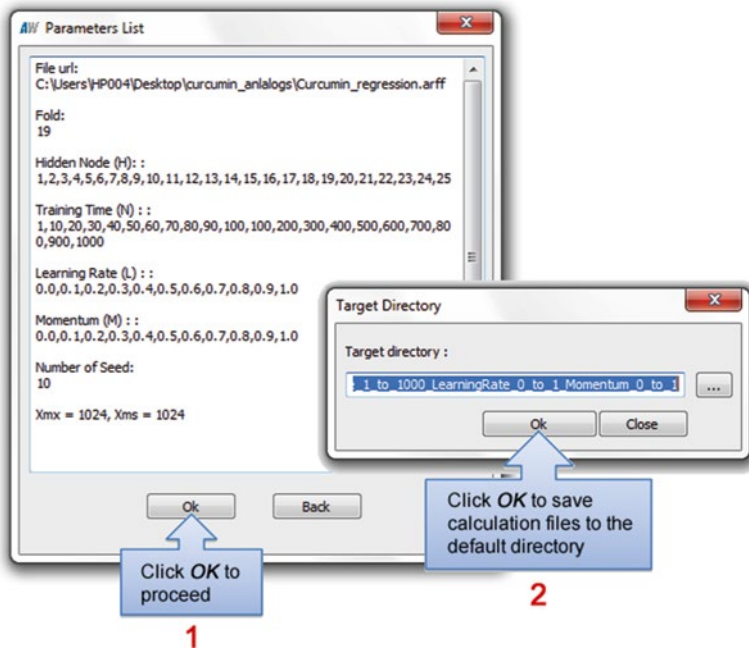 AW Parameters List
File url:
C:\Users\HP004\Desktop\curcumin_anlalogs\Curcumin_regression.arff
Fold:
19
Hidden Node (H): :
1,2,3,4,5,6,7,8,9,10,11,12,13,14,15,16,17,18,19,20,21,22,23,24,25
Training Time (N) : :
1,10,20,30,40,50,60,70,80,90,100,100,200,300,400,500,600,700,80
0,900,1000
Learning Rate (L) : :
0.0,0.1,0.2,0.3,0.4,0.5,0.6,0.7,0.8,0.9,1.0
Momentum (M) : :
0.0,0.1,0.2,0.3,0.4,0.5,0.6,0.7,0.8,0.9,1.0
Number of Seed:
10
Xmx = 1024, Xms = 1024
Ok
Back
Click OK to
proceed
1
Target Directory
Target directory :
_1_to_1000_LearningRate_0_to_1_Momentum_0_to_1
...
Ok
Close
Click OK to save
calculation files to the
default directory
2